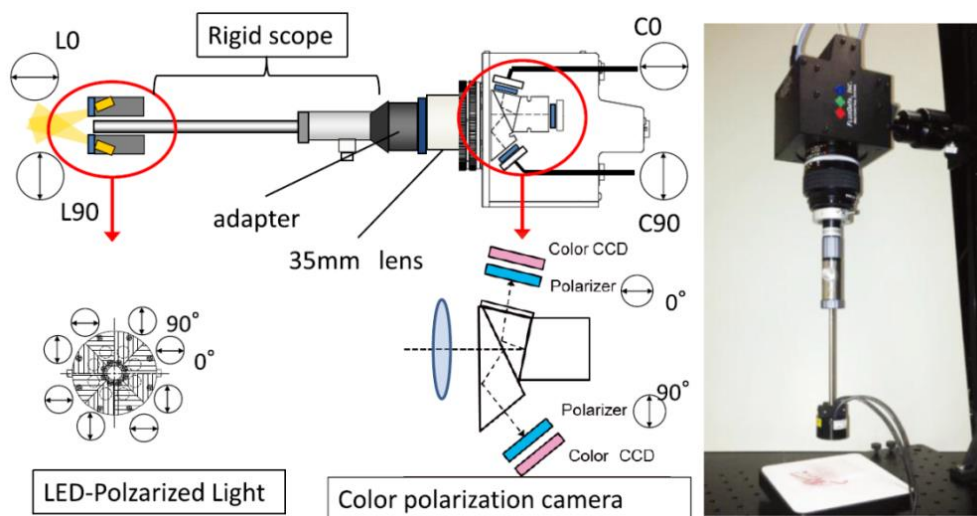 L0
Rigid scope
C0
L90
adapter
35mm lens
C90
Color CCD
Polarizer
0°
90°
0°
90°
Polarizer
Color CCD
LED-Polzarized Light
Color polarization camera